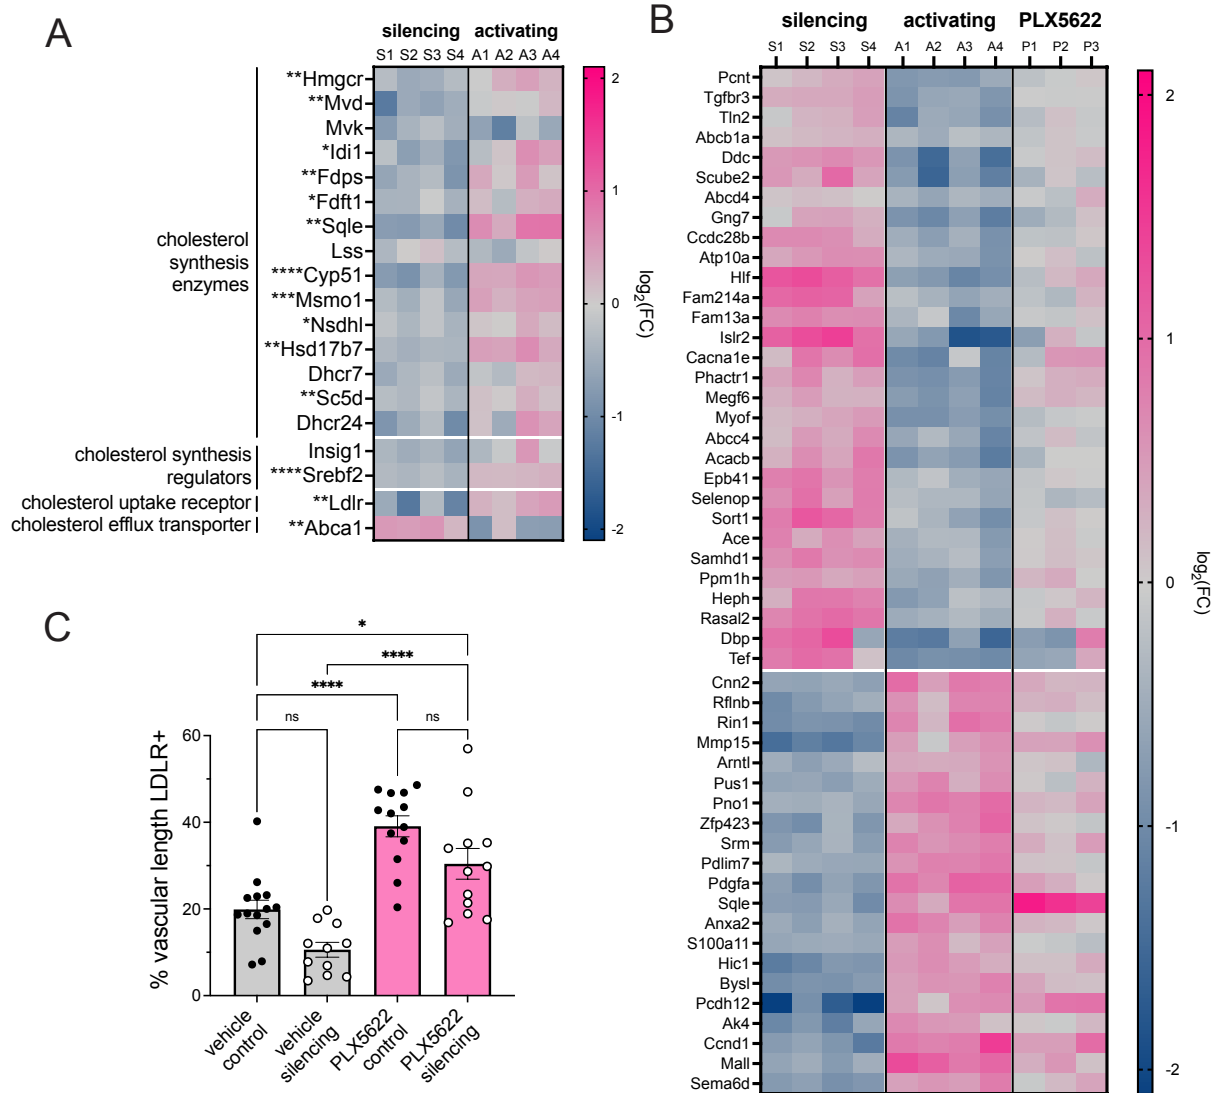 A
silencing activating
S1 S2 S3 S4 A1 A2 A3 A4
**Hmgcr
**Mvd
Mvk
*Idi1
**Fdps
*Fdft1
**Sqle
Lss
****Cyp51
***Msmo1
*Nsdhl
**Hsd17b7
Dhcr7
**Sc5d
Dhcr24
Insig1
****Srebf2
**Ldlr
**Abca1
cholesterol
synthesis
enzymes
cholesterol synthesis
regulators
cholesterol uptake receptor
cholesterol efflux transporter
2
1
0
-1
-2
log2(FC)
B
silencing activating PLX5622
S1 S2 S3 S4 A1 A2 A3 A4 P1 P2 P3
Pcnt
Tgfbr3
Tln2
Abcb1a
Ddc
Scube2
Abcd4
Gng7
Ccdc28b
Atp10a
Hlf
Fam214a
Fam13a
Islr2
Cacna1e
Phactr1
Megf6
Myof
Abcc4
Acacb
Epb41
Selenop
Sort1
Ace
Samhd1
Ppm1h
Heph
Rasal2
Dbp
Tef
Cnn2
Rflnb
Rin1
Mmp15
Arntl
Pus1
Pno1
Zfp423
Srm
Pdlim7
Pdgfa
Sqle
Anxa2
S100a11
Hic1
Bysl
Pcdh12
Ak4
Ccnd1
Mall
Sema6d
2
1
0
-1
-2
log2(FC)
C
*
****
****
ns
ns
% vascular length LDLR+
60
40
20
0
vehicle
control
vehicle
silencing
PLX5622
control
PLX5622
silencing